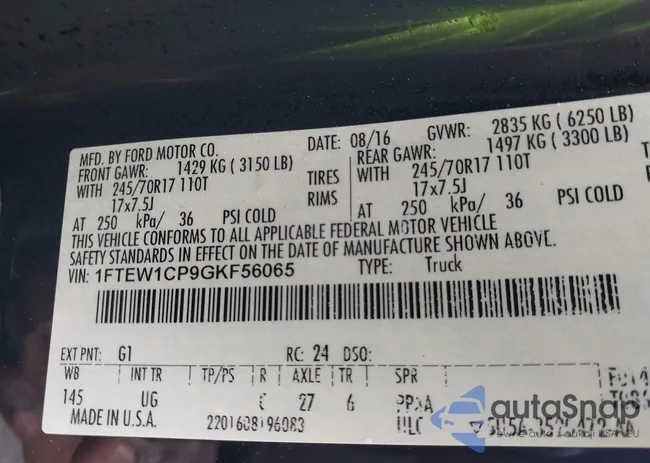 MFD. BY FORD MOTOR CO. DATE: 08/16 GVWR: 2835 KG ( 6250 LB)
FRONT GAWR: 1429 KG ( 3150 LB) REAR GAWR: 1497 KG ( 3300 LB)
WITH 245/70R17 110T TIRES WITH 245/70R17 110T
17x7.5J RIMS 17x7.5J
AT 250 kPa/ 36 PSI COLD AT 250 kPa/ 36 PSI COLD
THIS VEHICLE CONFORMS TO ALL APPLICABLE FEDERAL MOTOR VEHICLE
SAFETY STANDARDS IN EFFECT ON THE DATE OF MANUFACTURE SHOWN ABOVE.
VIN: 1FTEW1CP9GKF56065 TYPE: Truck
EXT PNT: G1 RC: 24 DSO:
WB INT TR TP/PS R AXLE TR SPR
145 UG 27 6
MADE IN U.S.A. 2201608196083
autoSnap